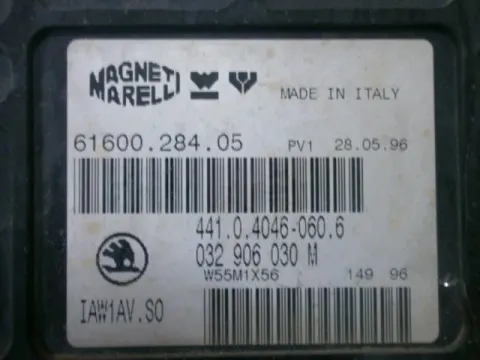 MAGNETI
MARELLI
MADE IN ITALY
61600.284.05 PV1 28.05.96
441.0.4046-060.6
032 906 030 M
W55M1X56 149 96
IAW1AV.S0